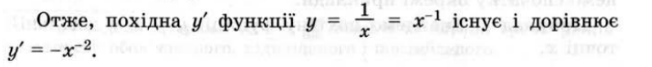 Отже, похідна y′ функції y = 1/x = x⁻¹ існує і дорівнює
y′ = −x⁻².